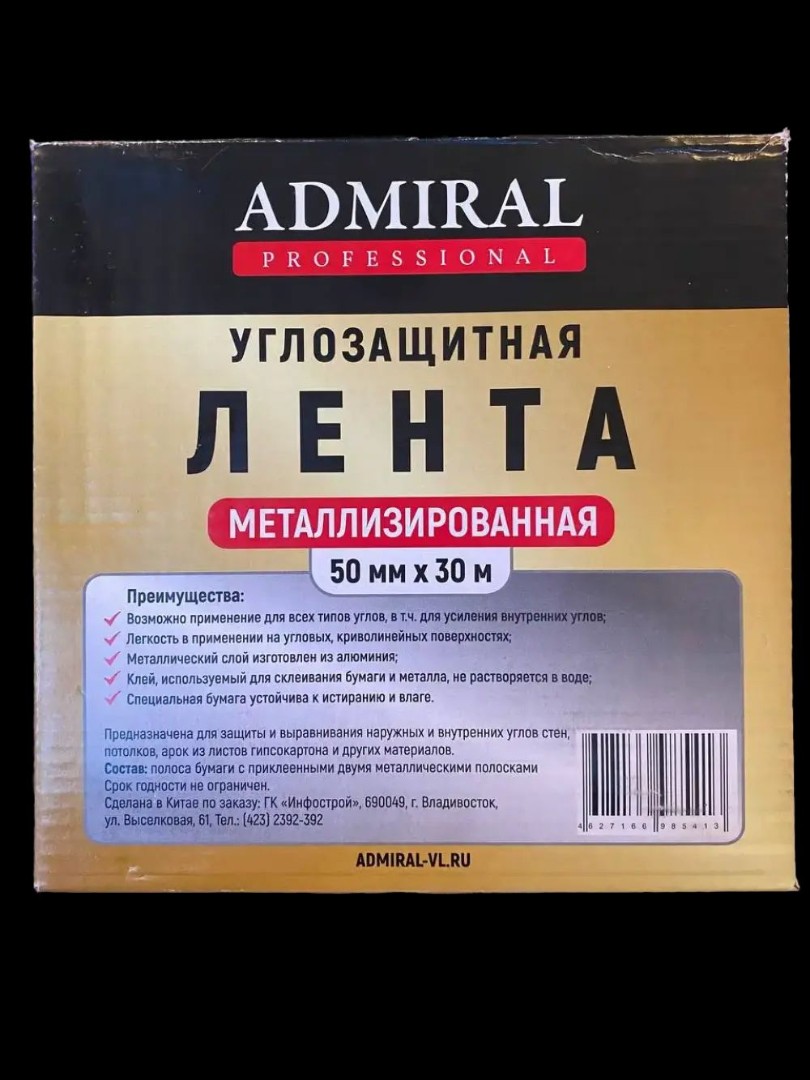 ADMIRAL
PROFESSIONAL
УГЛОЗАЩИТНАЯ
ЛЕНТА
МЕТАЛЛИЗИРОВАННАЯ
50 мм х 30 м
Преимущества:
Возможно применение для всех типов углов, в т.ч. для усиления внутренних углов;
Легкость в применении на угловых, криволинейных поверхностях;
Металлический слой изготовлен из алюминия;
Клей, используемый для склеивания бумаги и металла, не растворяется в воде;
Специальная бумага устойчива к истиранию и влаге.
Предназначена для защиты и выравнивания наружных и внутренних углов стен,
потолков, арок из листов гипсокартона и других материалов.
Состав: полоса бумаги с приклеенными двумя металлическими полосками
Срок годности не ограничен.
Сделана в Китае по заказу: ГК «Инфострой», 690049, г. Владивосток,
ул. Выселковая, 61, Тел.: (423) 2392-392
4627166985413
ADMIRAL-VL.RU